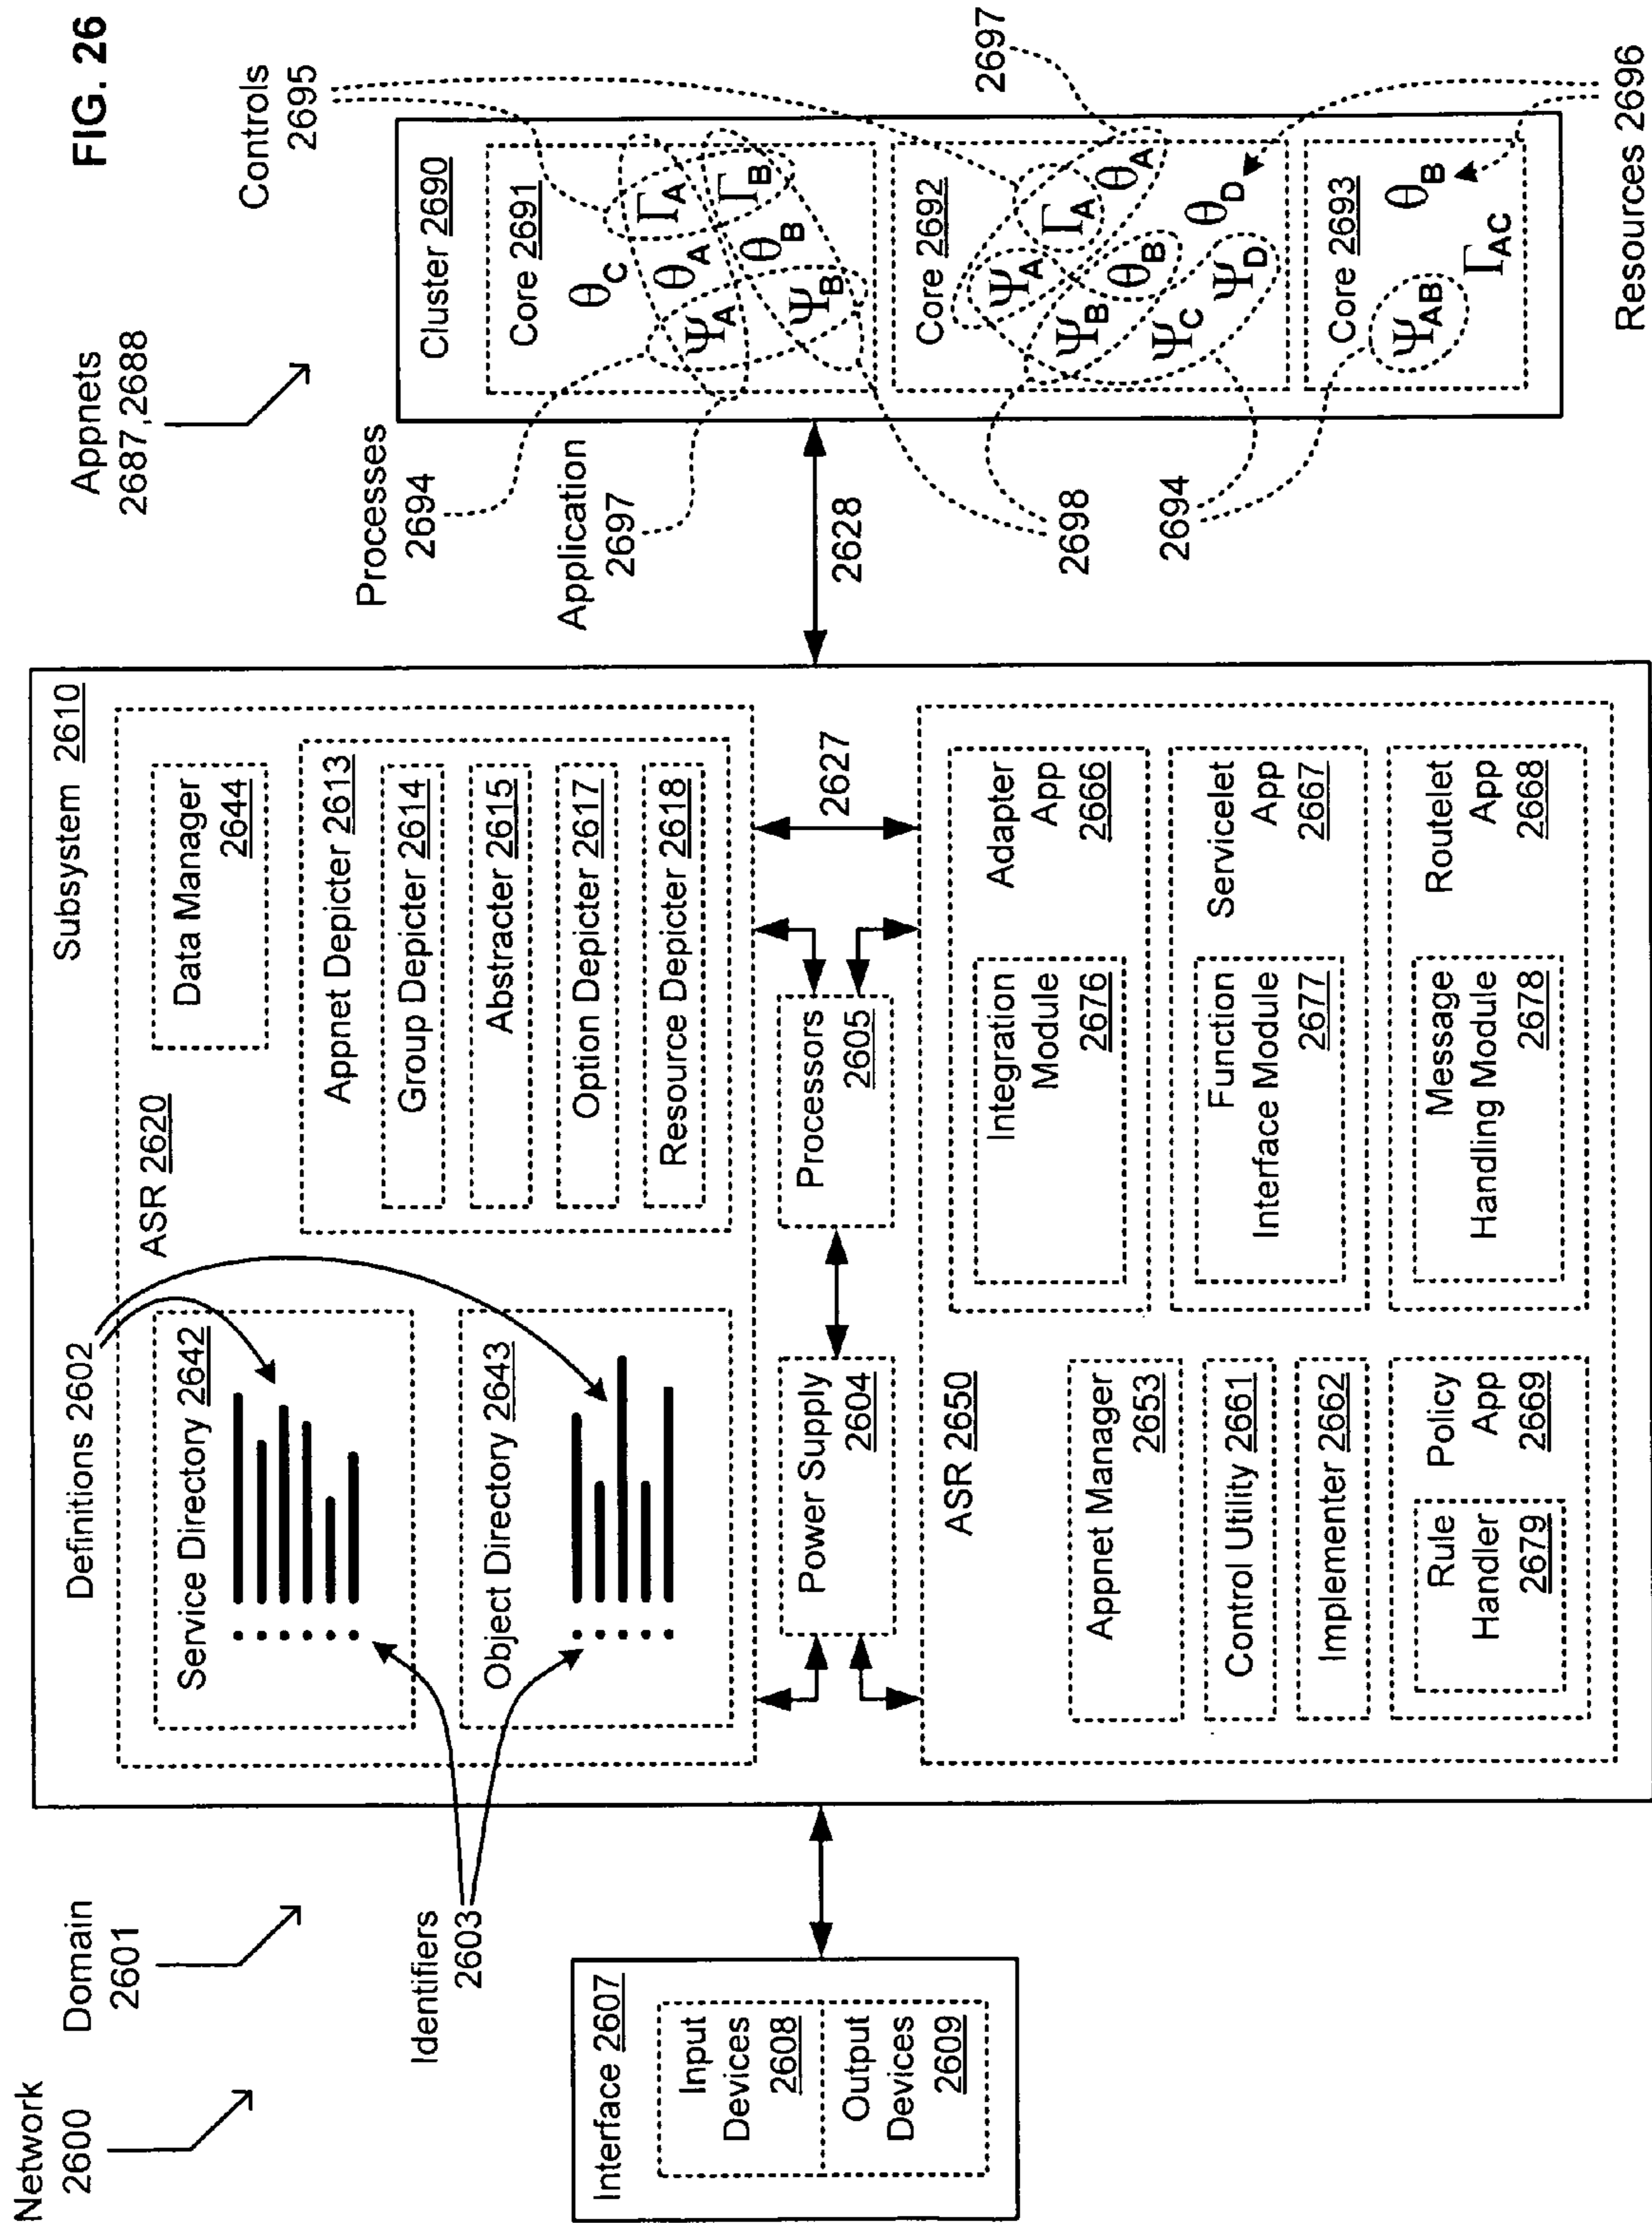 FIG. 26
Network
2600
Domain
2601
Appnets
2687,2688
Controls
2695
Definitions 2602
Identifiers
2603
Interface 2607
Input
Devices
2608
Output
Devices
2609
Subsystem 2610
ASR 2620
Service Directory 2642
Object Directory 2643
Data Manager
2644
Appnet Depicter 2613
Group Depicter 2614
Abstracter 2615
Option Depicter 2617
Resource Depicter 2618
Power Supply
2604
Processors
2605
2627
ASR 2650
Appnet Manager
2653
Control Utility 2661
Implementer 2662
Policy
App
2669
Rule
Handler
2679
Adapter
App
2666
Integration
Module
2676
Servicelet
App
2667
Function
Interface Module
2677
Routelet
App
2668
Message
Handling Module
2678
2628
Processes
2694
Application
2697
2698
2694
Cluster 2690
Core 2691
θC
ΨA θA ΓA
ΨB θB ΓB
Core 2692
ΨA ΓA θA
ΨB θB
ΨC θD
ΨD
2697
Core 2693
ΨAB θB
ΓAC
Resources 2696